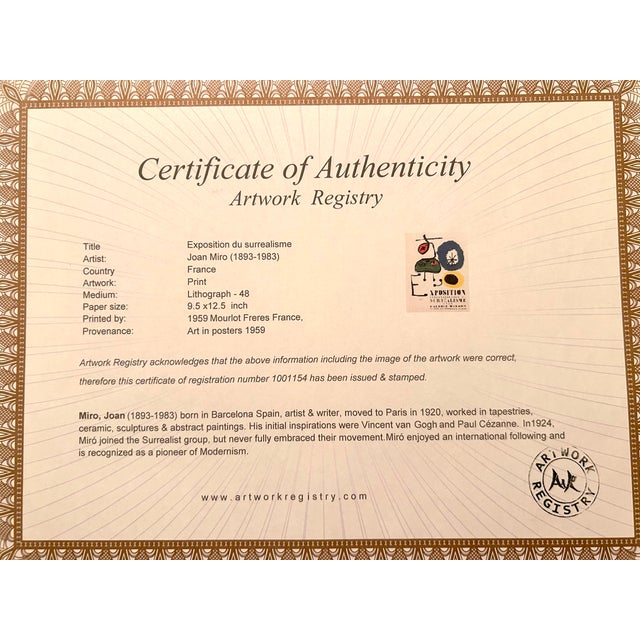 Certificate of Authenticity
Artwork Registry
Title Exposition du surrealisme
Artist: Joan Miro (1893-1983)
Country France
Artwork: Print
Medium: Lithograph - 48
Paper size: 9.5 x12.5 inch
Printed by: 1959 Mourlot Freres France,
Provenance: Art in posters 1959
EXPOSITION
SURREALISME
Artwork Registry acknowledges that the above information including the image of the artwork were correct,
therefore this certificate of registration number 1001154 has been issued & stamped.
Miro, Joan (1893-1983) born in Barcelona Spain, artist & writer, moved to Paris in 1920, worked in tapestries,
ceramic, sculptures & abstract paintings. His initial inspirations were Vincent van Gogh and Paul Cézanne. In1924,
Miró joined the Surrealist group, but never fully embraced their movement.Miró enjoyed an international following and
is recognized as a pioneer of Modernism.
ARTWORK
REGISTRY
www.artworkregistry.com